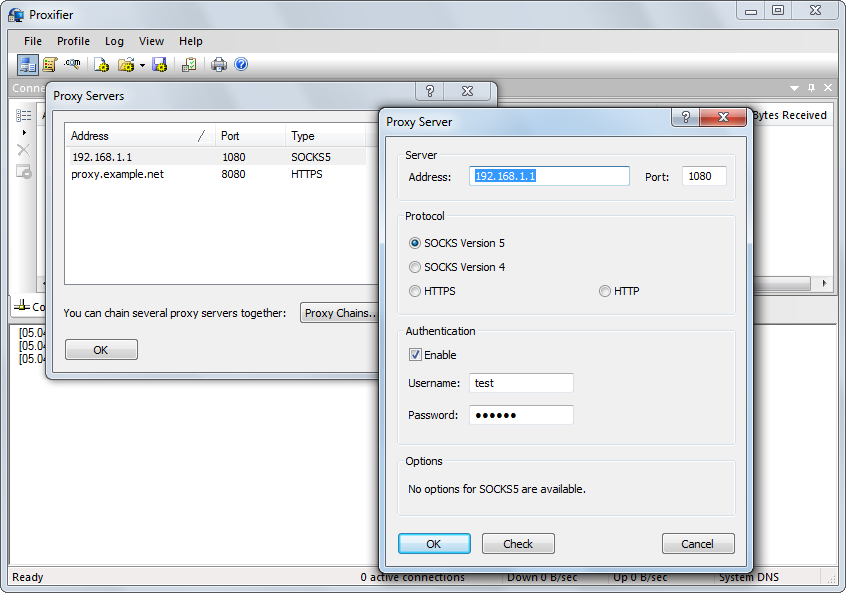 Proxifier
File Profile Log View Help
.com
Conne
Bytes Received
Proxy Servers
Address / Port Type
192.168.1.1 1080 SOCKS5
proxy.example.net 8080 HTTPS
You can chain several proxy servers together: Proxy Chains..
OK
Proxy Server
Server
Address: 192.168.1.1 Port: 1080
Protocol
SOCKS Version 5
SOCKS Version 4
HTTPS HTTP
Authentication
Enable
Username: test
Password: ●●●●●●
Options
No options for SOCKS5 are available.
OK Check Cancel
Co
[05.04
[05.04
[05.04
Ready 0 active connections Down 0 B/sec Up 0 B/sec System DNS